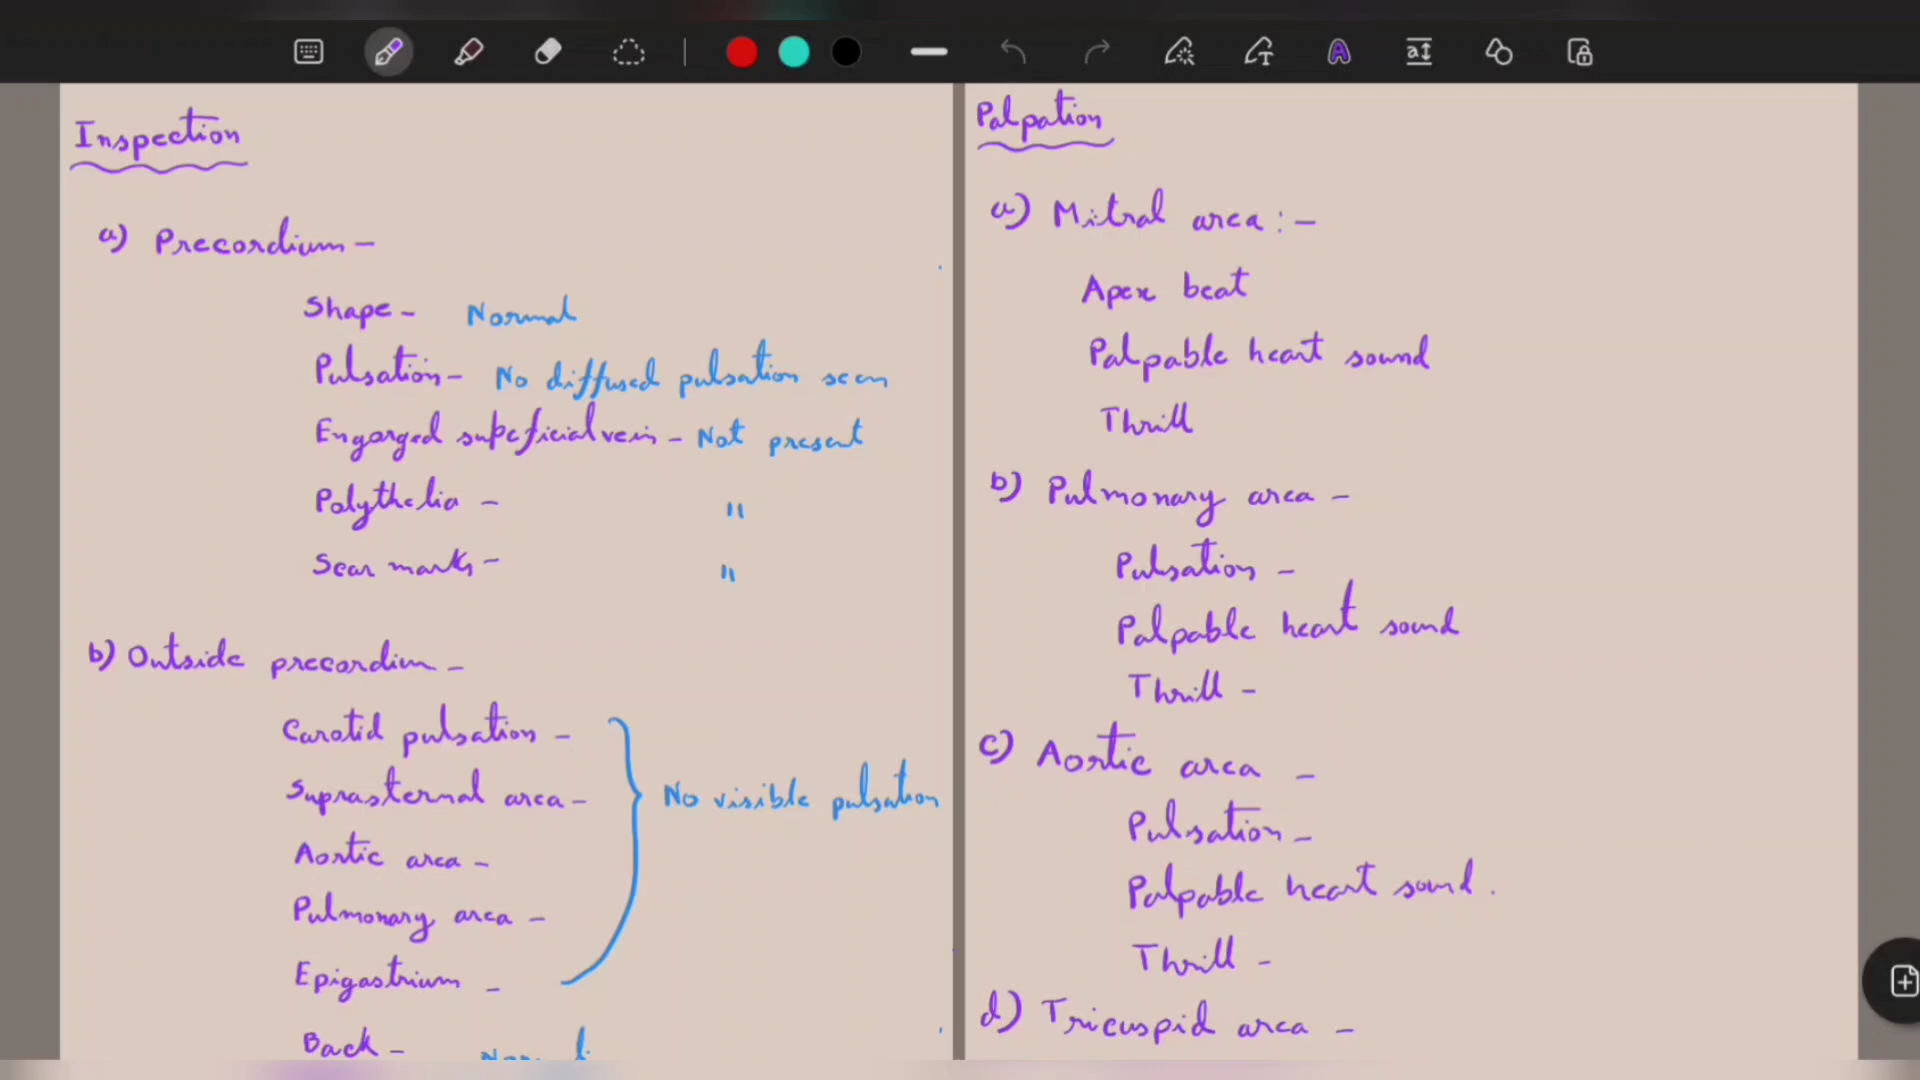 Inspection
a) Precordium -
Shape - Normal
Pulsation - No diffused pulsation seen
Engorged supeficial vein - Not present
Polythelia - "
Scar marks - "
b) Outside precordium -
Carotid pulsation -
Suprasternal area -
Aortic area -
Pulmonary area -
Epigastrium -
No visible pulsation
Back -
Palpation
a) Mitral area :-
Apex beat
Palpable heart sound
Thrill
b) Pulmonary area -
Pulsation -
Palpable heart sound
Thrill -
c) Aortic area -
Pulsation -
Palpable heart sound.
Thrill -
d) Tricuspid area -